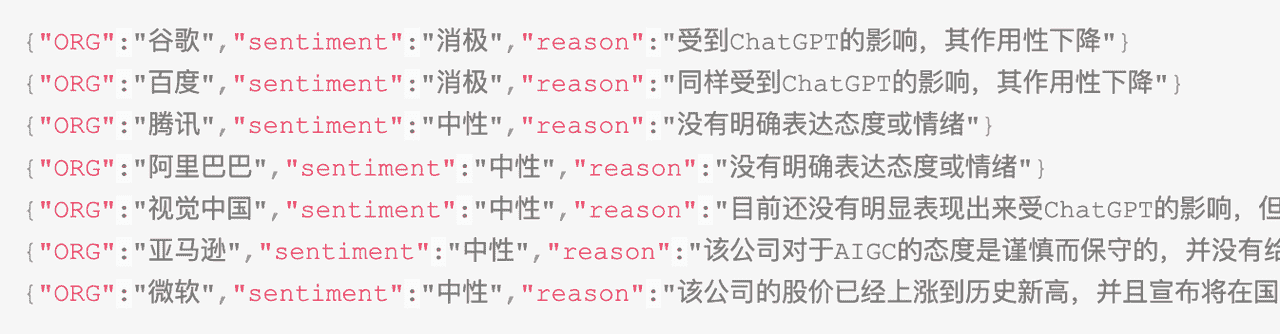 {"ORG":"谷歌","sentiment":"消极","reason":"受到ChatGPT的影响，其作用性下降"}
{"ORG":"百度","sentiment":"消极","reason":"同样受到ChatGPT的影响，其作用性下降"}
{"ORG":"腾讯","sentiment":"中性","reason":"没有明确表达态度或情绪"}
{"ORG":"阿里巴巴","sentiment":"中性","reason":"没有明确表达态度或情绪"}
{"ORG":"视觉中国","sentiment":"中性","reason":"目前还没有明显表现出来受ChatGPT的影响，但
{"ORG":"亚马逊","sentiment":"中性","reason":"该公司对于AIGC的态度是谨慎而保守的，并没有给
{"ORG":"微软","sentiment":"中性","reason":"该公司的股价已经上涨到历史新高，并且宣布将在国